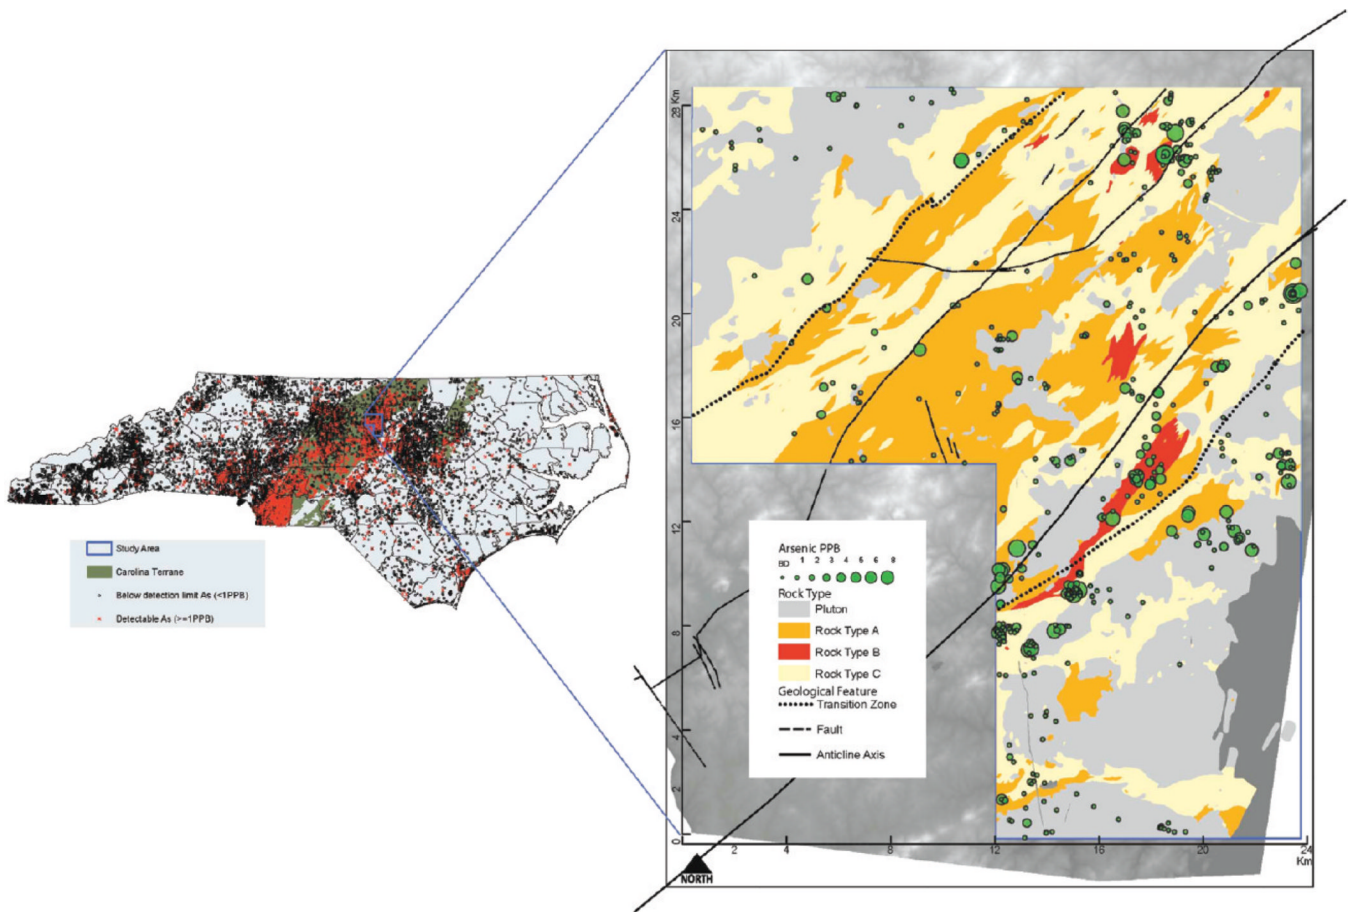 Study Area
Carolina Terrane
Below detection limit As (<1PPB)
Detectable As (>=1PPB)
28 Km
24
20
16
12
8
4
2
0
2
4
8
12
16
20
24
Km
NORTH
Arsenic PPB
BD 1 2 3 4 5 6 8
Rock Type
Pluton
Rock Type A
Rock Type B
Rock Type C
Geological Feature
Transition Zone
Fault
Anticline Axis